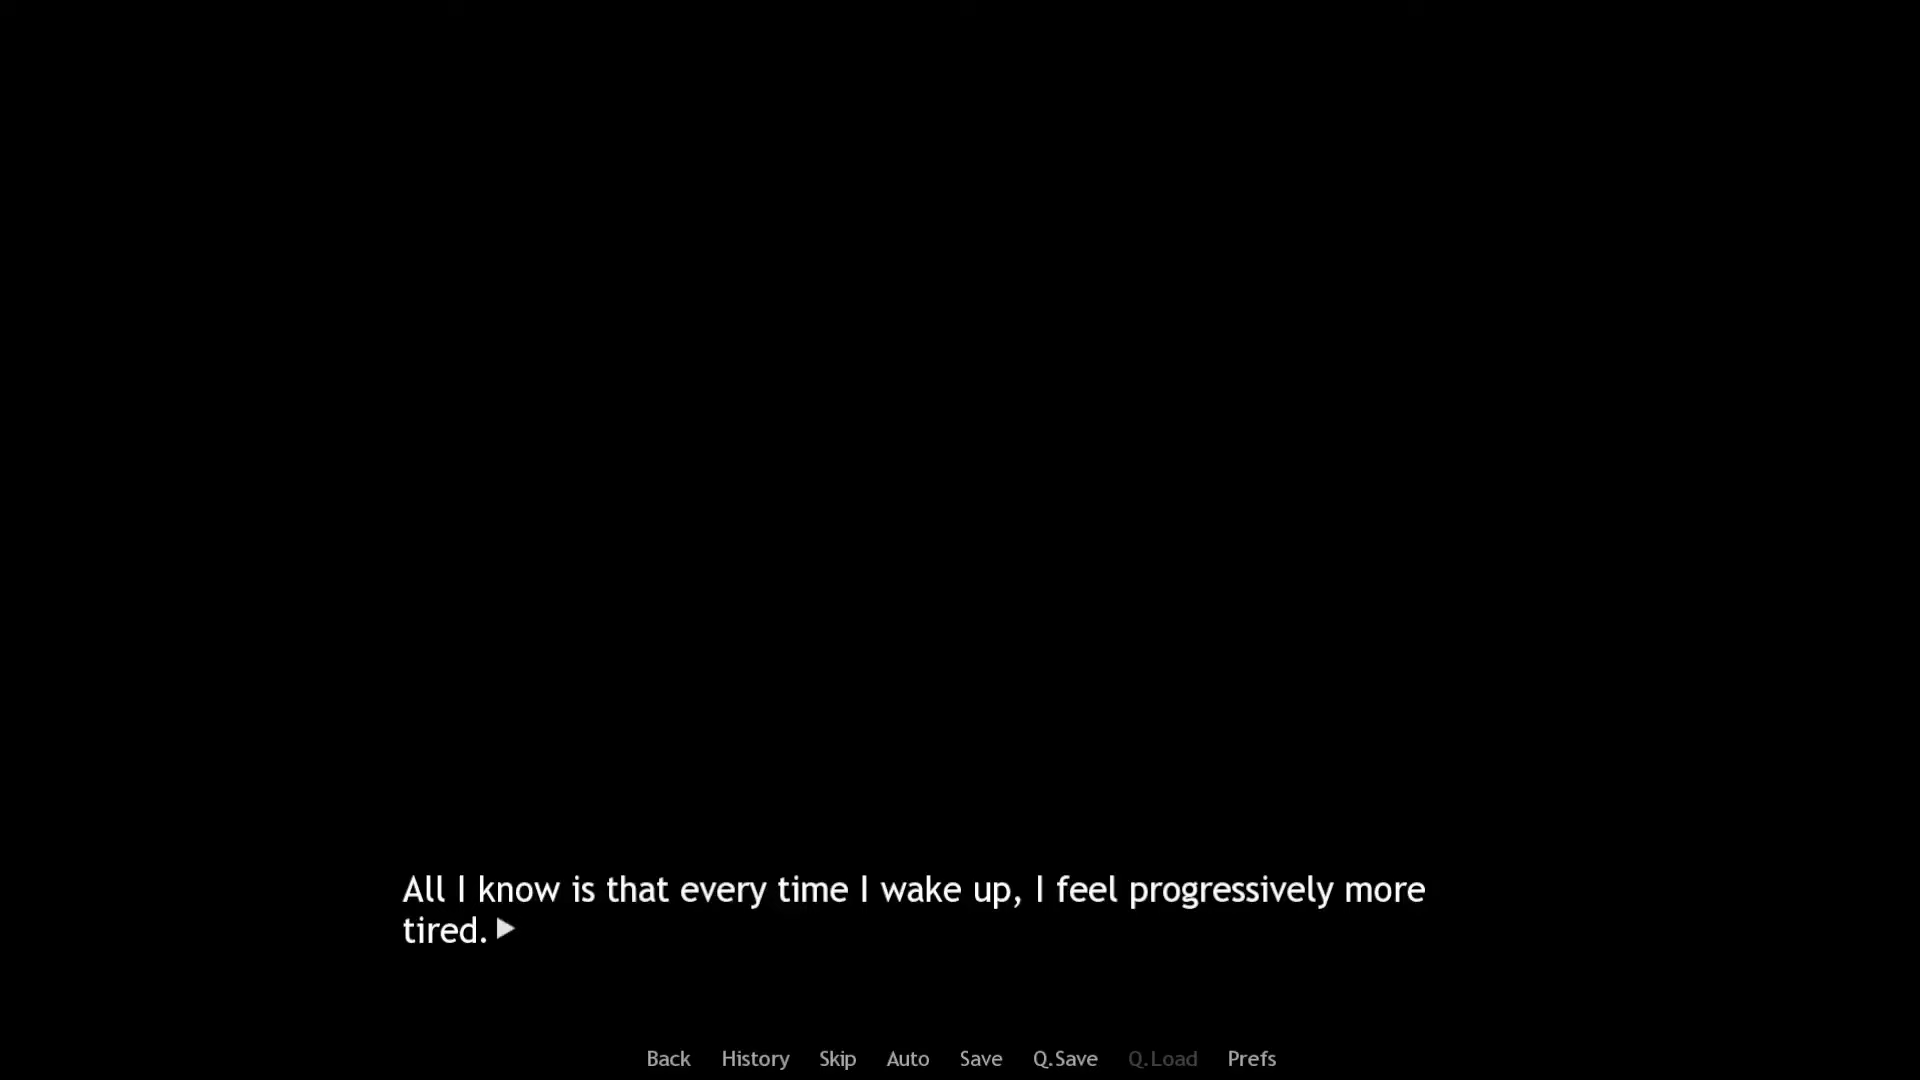 All I know is that every time I wake up, I feel progressively more
tired.
Back History Skip Auto Save Q.Save Q.Load Prefs